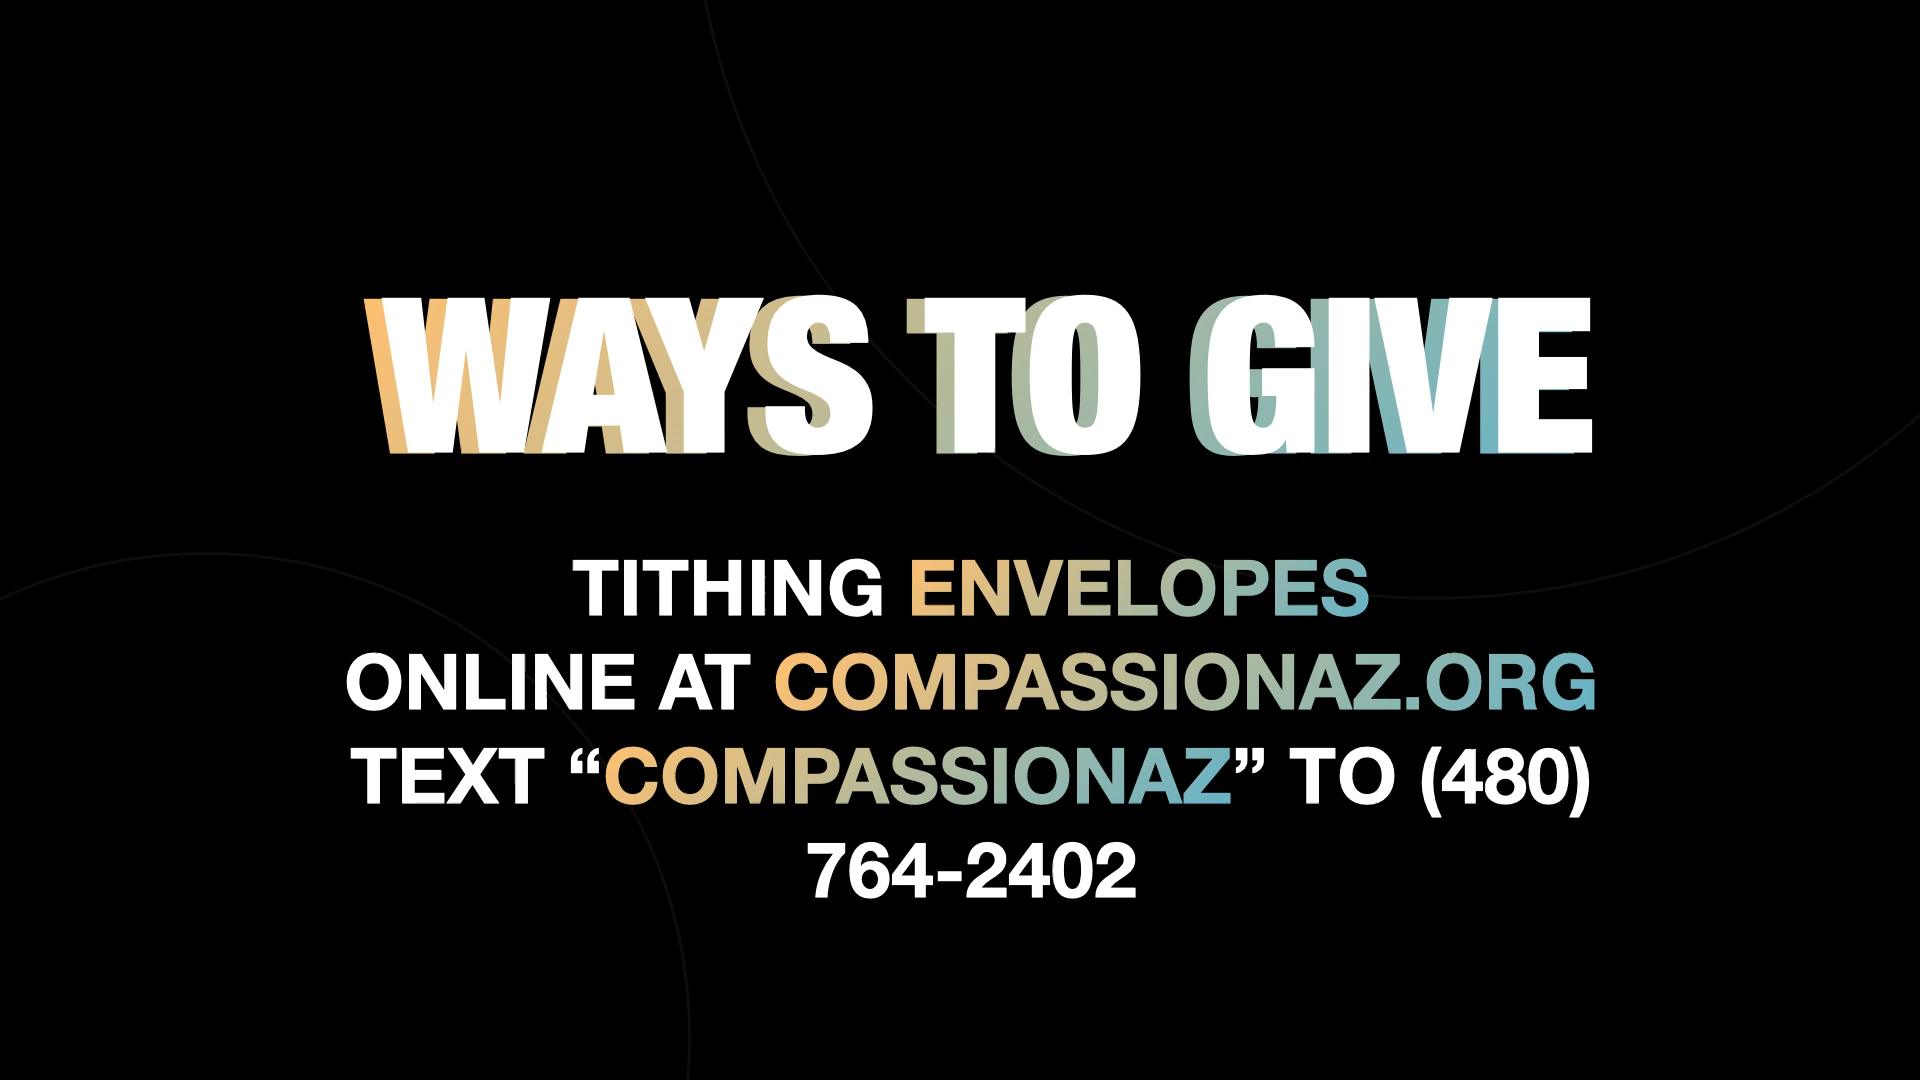 WAYS TO GIVE
TITHING ENVELOPES
ONLINE AT COMPASSIONAZ.ORG
TEXT “COMPASSIONAZ” TO (480)
764-2402